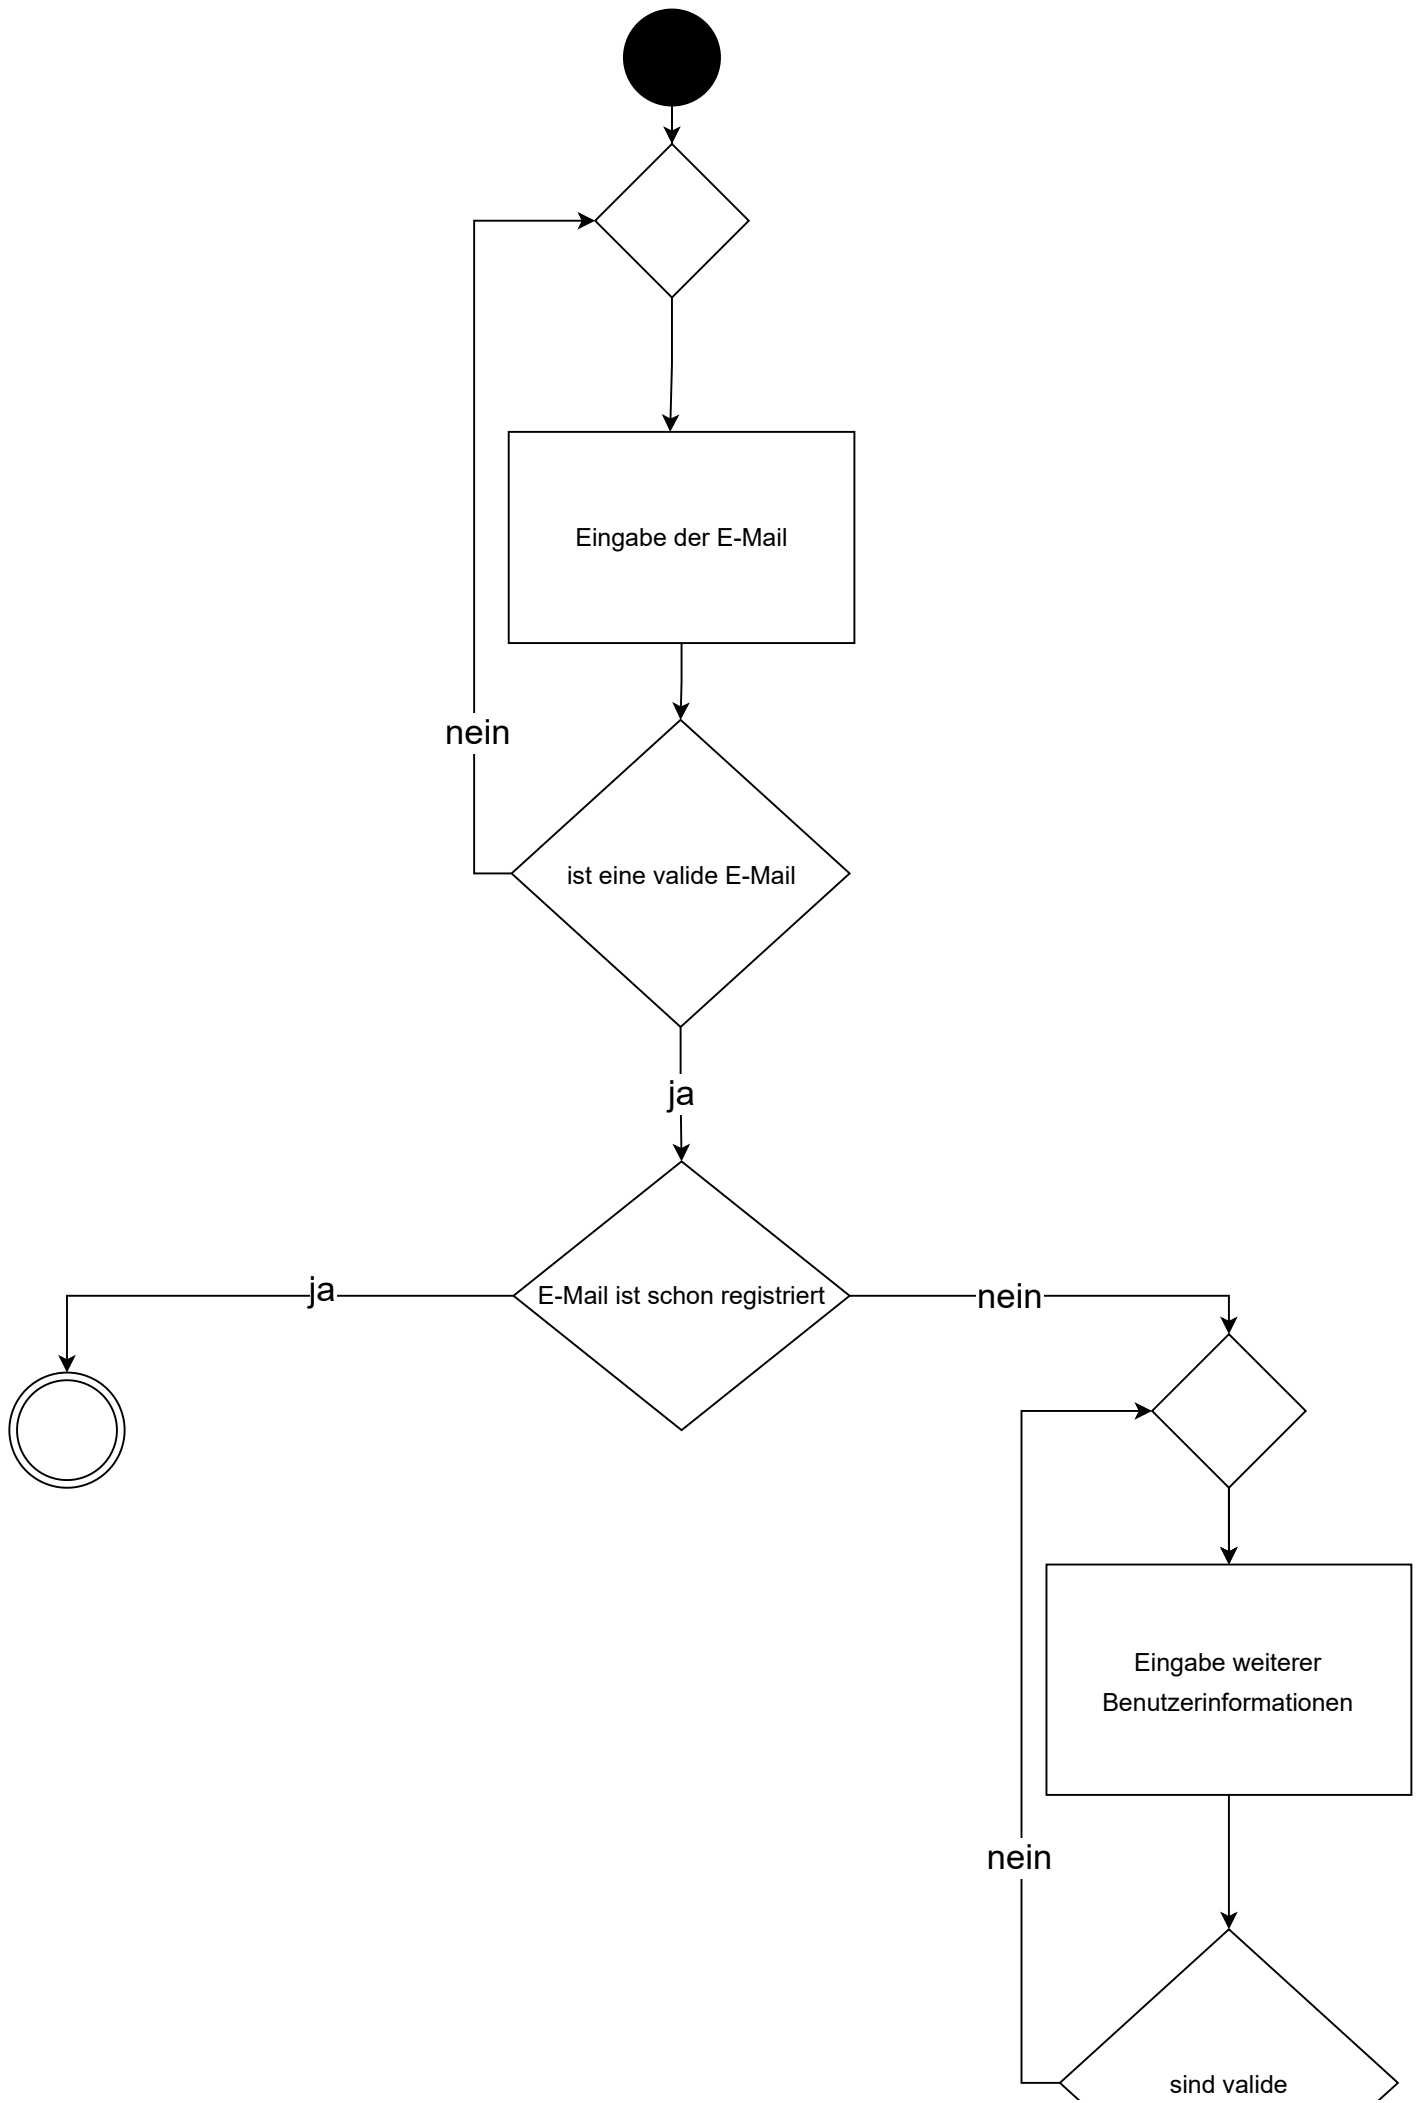 Eingabe der E-Mail
nein
ist eine valide E-Mail
ja
ja
E-Mail ist schon registriert
nein
Eingabe weiterer
Benutzerinformationen
nein
sind valide